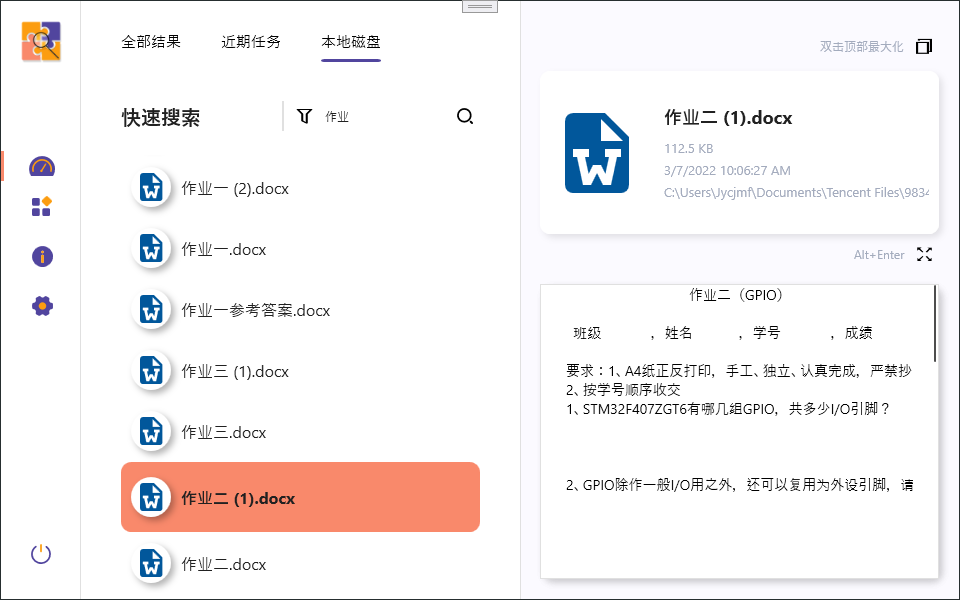 全部结果 近期任务 本地磁盘
快速搜索 作业
作业一 (2).docx
作业一.docx
作业一参考答案.docx
作业三 (1).docx
作业三.docx
作业二 (1).docx
作业二.docx
双击顶部最大化
作业二 (1).docx
112.5 KB
3/7/2022 10:06:27 AM
C:\Users\Jycjmf\Documents\Tencent Files\9834
Alt+Enter
作业二（GPIO）
班级 ，姓名 ，学号 ，成绩
要求：1、A4纸正反打印，手工、独立、认真完成，严禁抄
2、按学号顺序收交
1、STM32F407ZGT6有哪几组GPIO，共多少I/O引脚？
2、GPIO除作一般I/O用之外，还可以复用为外设引脚，请